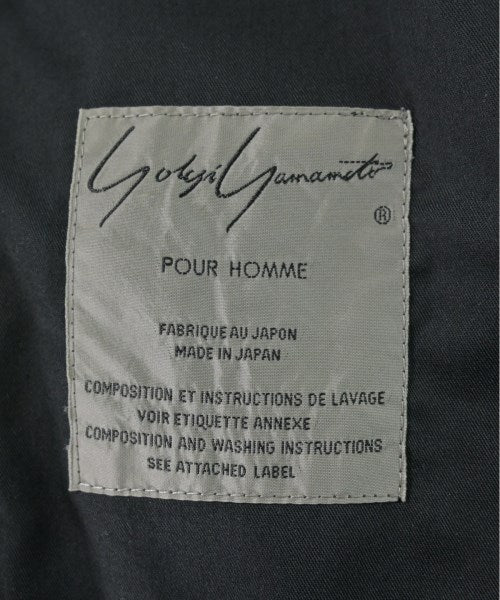 Yohji Yamamoto
®
POUR HOMME
FABRIQUE AU JAPON
MADE IN JAPAN
COMPOSITION ET INSTRUCTIONS DE LAVAGE
VOIR ETIQUETTE ANNEXE
COMPOSITION AND WASHING INSTRUCTIONS
SEE ATTACHED LABEL